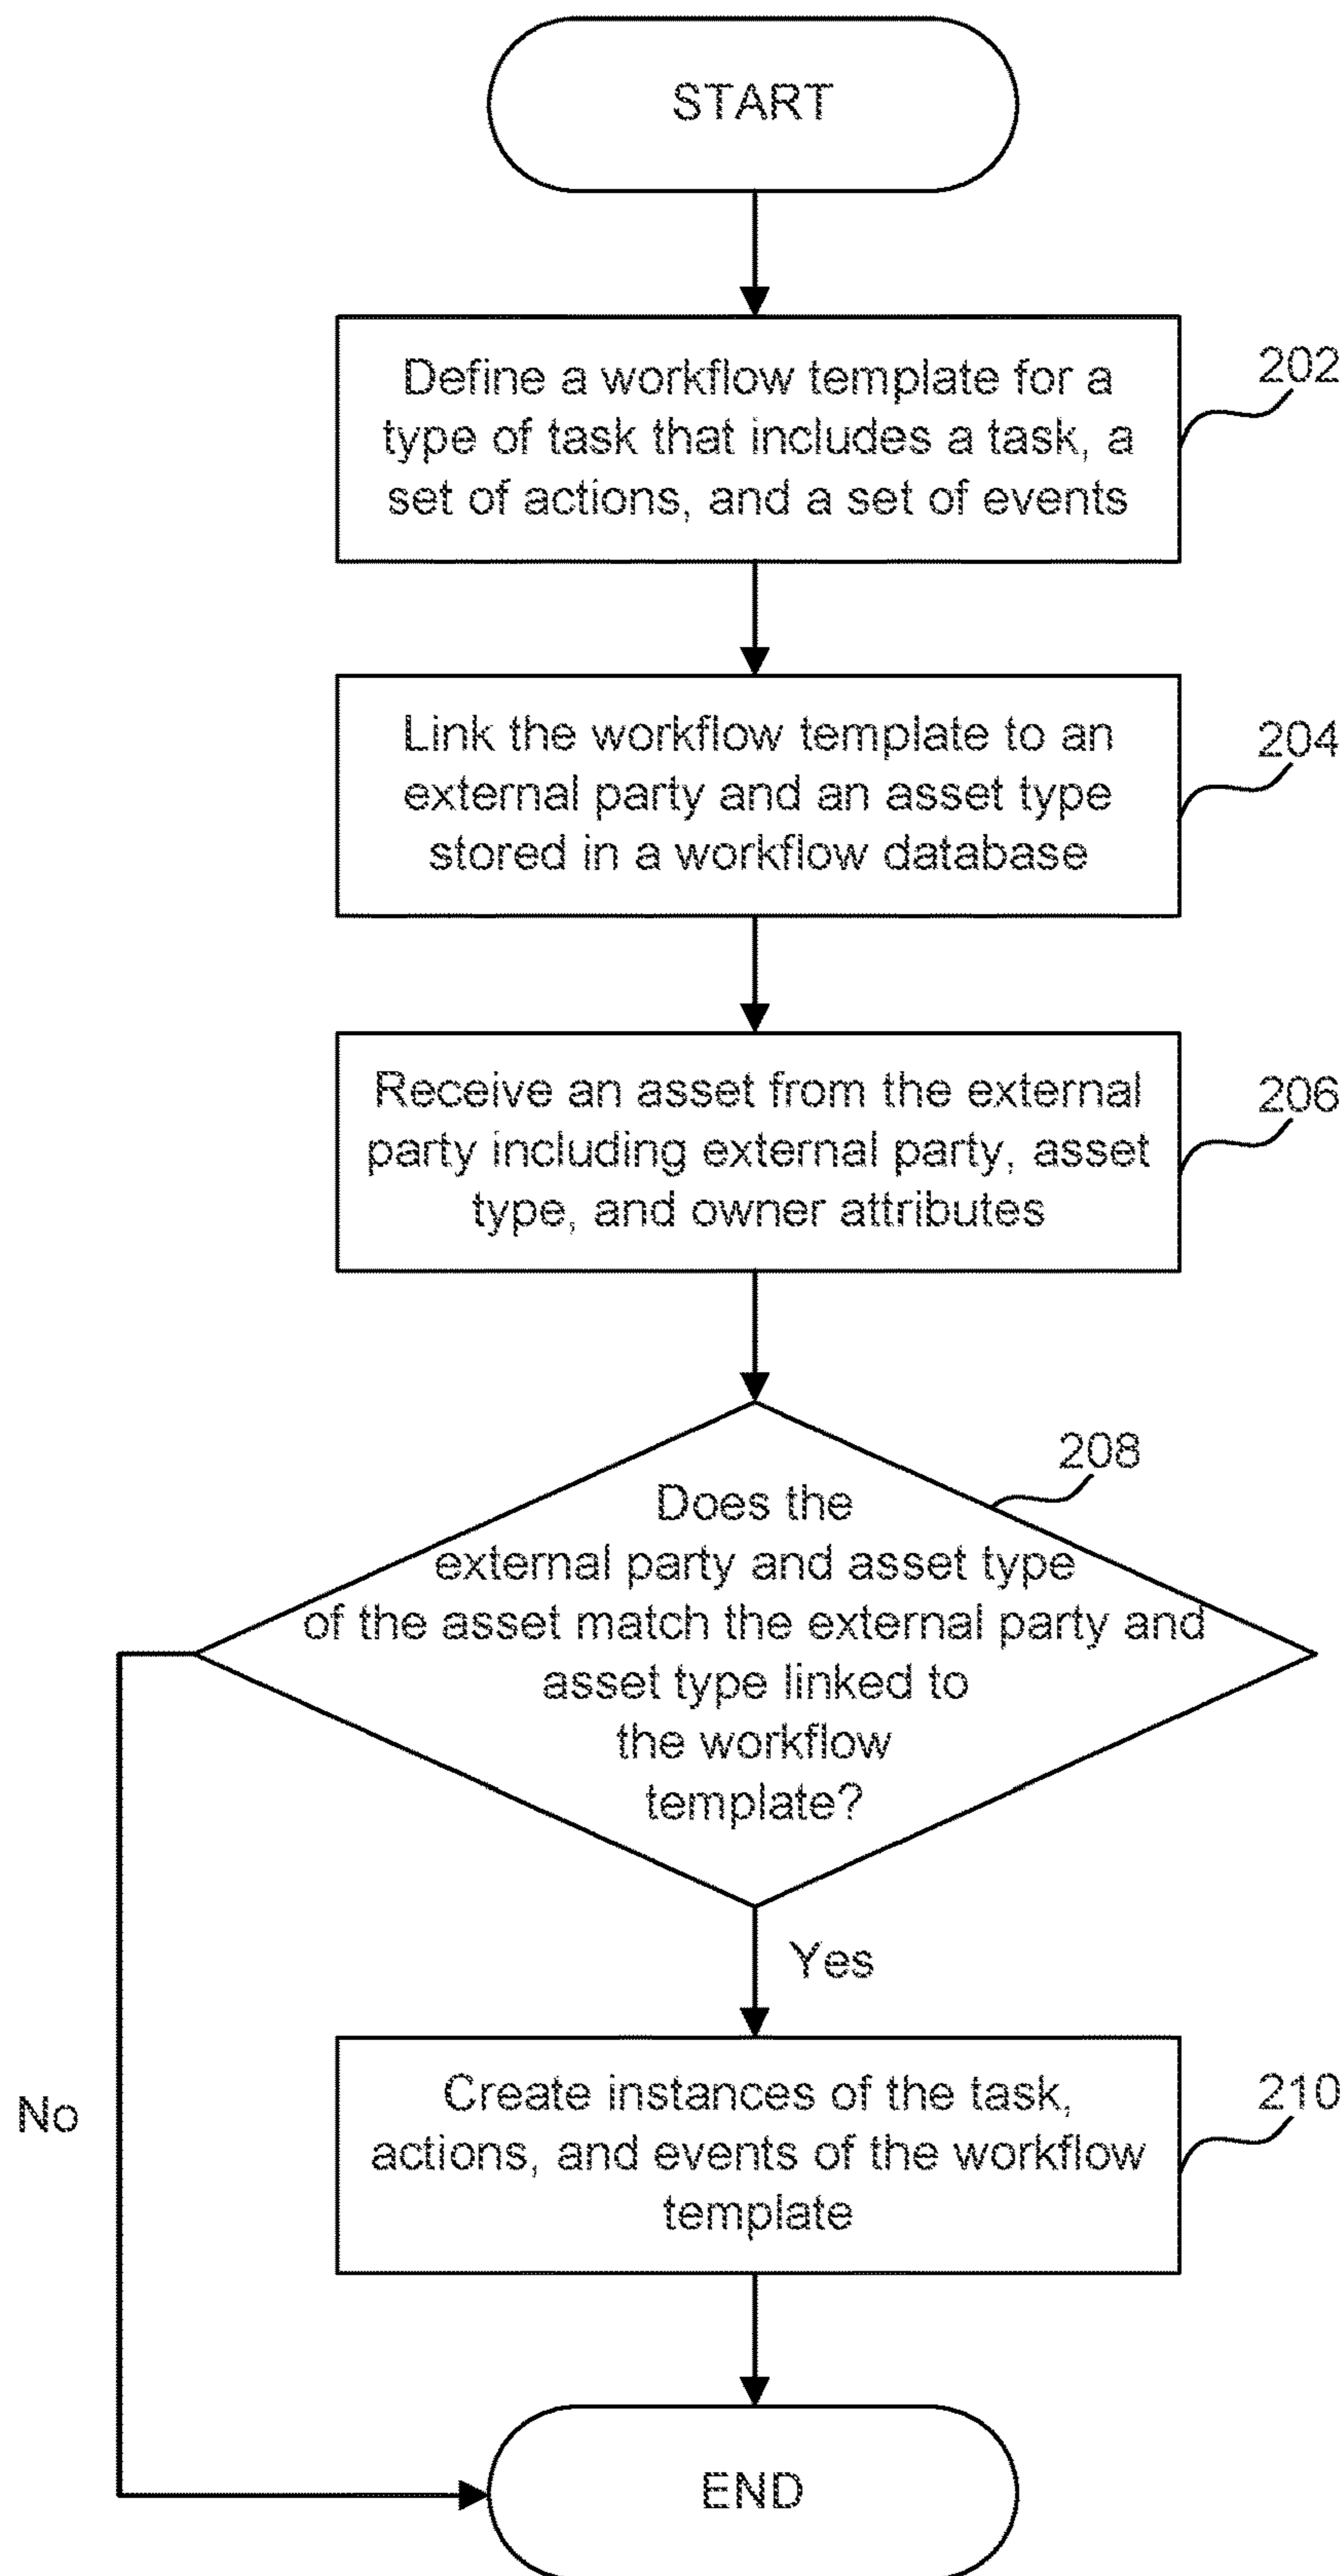 START
Define a workflow template for a
type of task that includes a task, a
set of actions, and a set of events
202
Link the workflow template to an
external party and an asset type
stored in a workflow database
204
Receive an asset from the external
party including external party, asset
type, and owner attributes
206
208
Does the
external party and asset type
of the asset match the external party and
asset type linked to
the workflow
template?
Yes
No
Create instances of the task,
actions, and events of the workflow
template
210
END